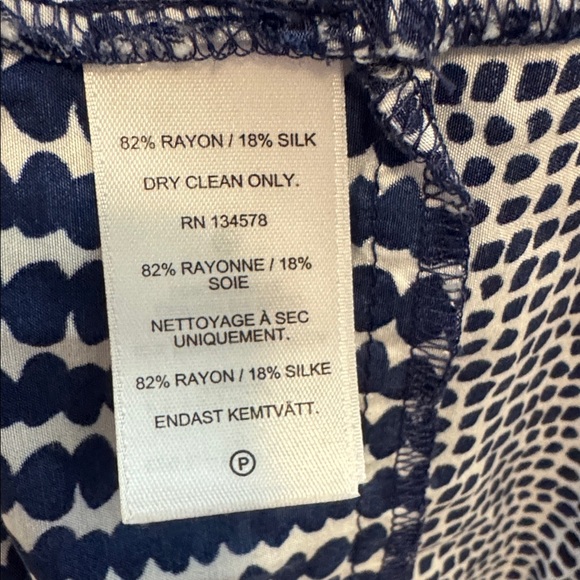 82% RAYON / 18% SILK
DRY CLEAN ONLY.
RN 134578
82% RAYONNE / 18%
SOIE
NETTOYAGE À SEC
UNIQUEMENT.
82% RAYON / 18% SILKE
ENDAST KEMTVÄTT.
P